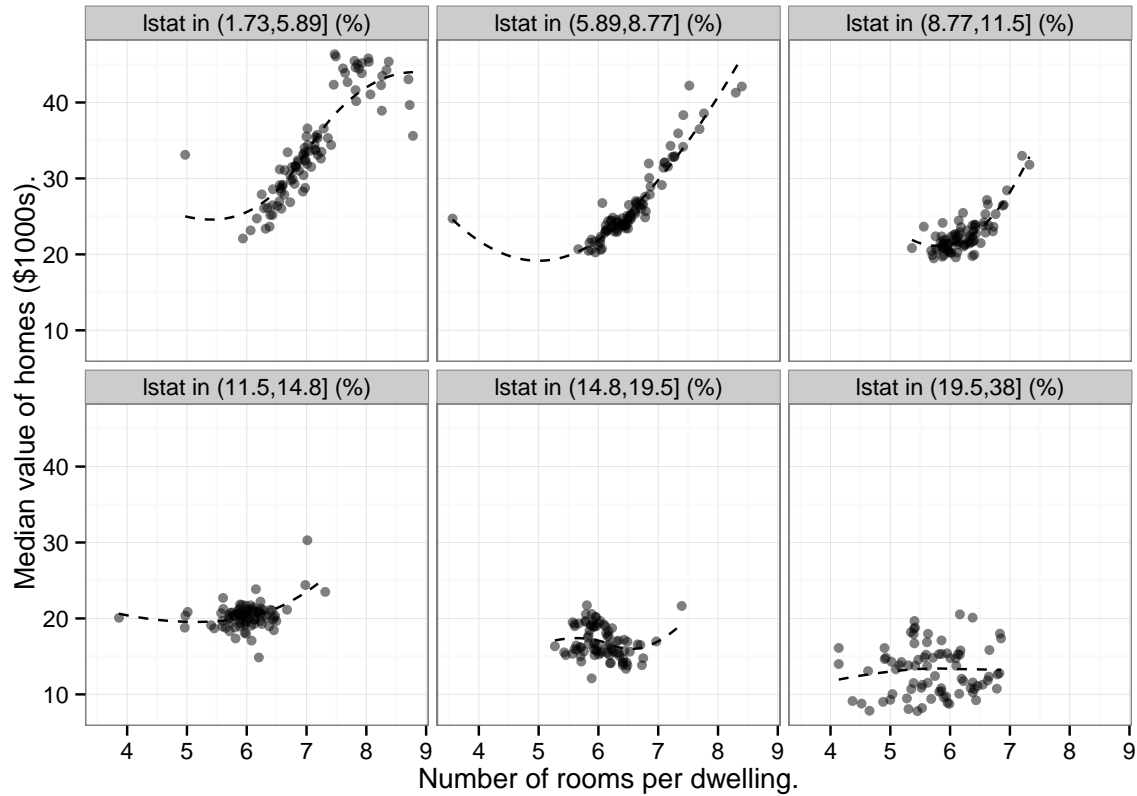 lstat in (1.73,5.89] (%)
lstat in (5.89,8.77] (%)
lstat in (8.77,11.5] (%)
40
30
20
10
lstat in (11.5,14.8] (%)
lstat in (14.8,19.5] (%)
lstat in (19.5,38] (%)
40
30
20
10
4 5 6 7 8 9
4 5 6 7 8 9
4 5 6 7 8 9
Number of rooms per dwelling.
Median value of homes ($1000s).